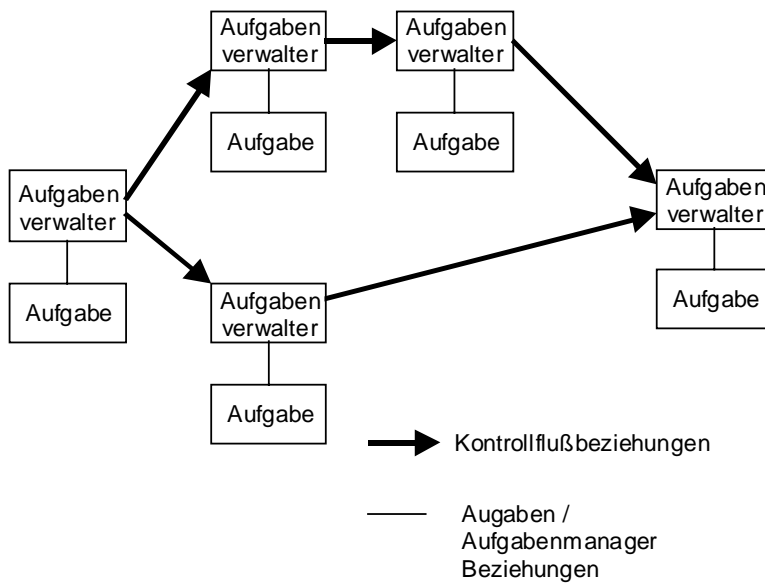 Aufgaben
verwalter
Aufgaben
verwalter
Aufgabe
Aufgabe
Aufgaben
verwalter
Aufgaben
verwalter
Aufgabe
Aufgaben
verwalter
Aufgabe
Aufgabe
Kontrollflußbeziehungen
Augaben /
Aufgabenmanager
Beziehungen